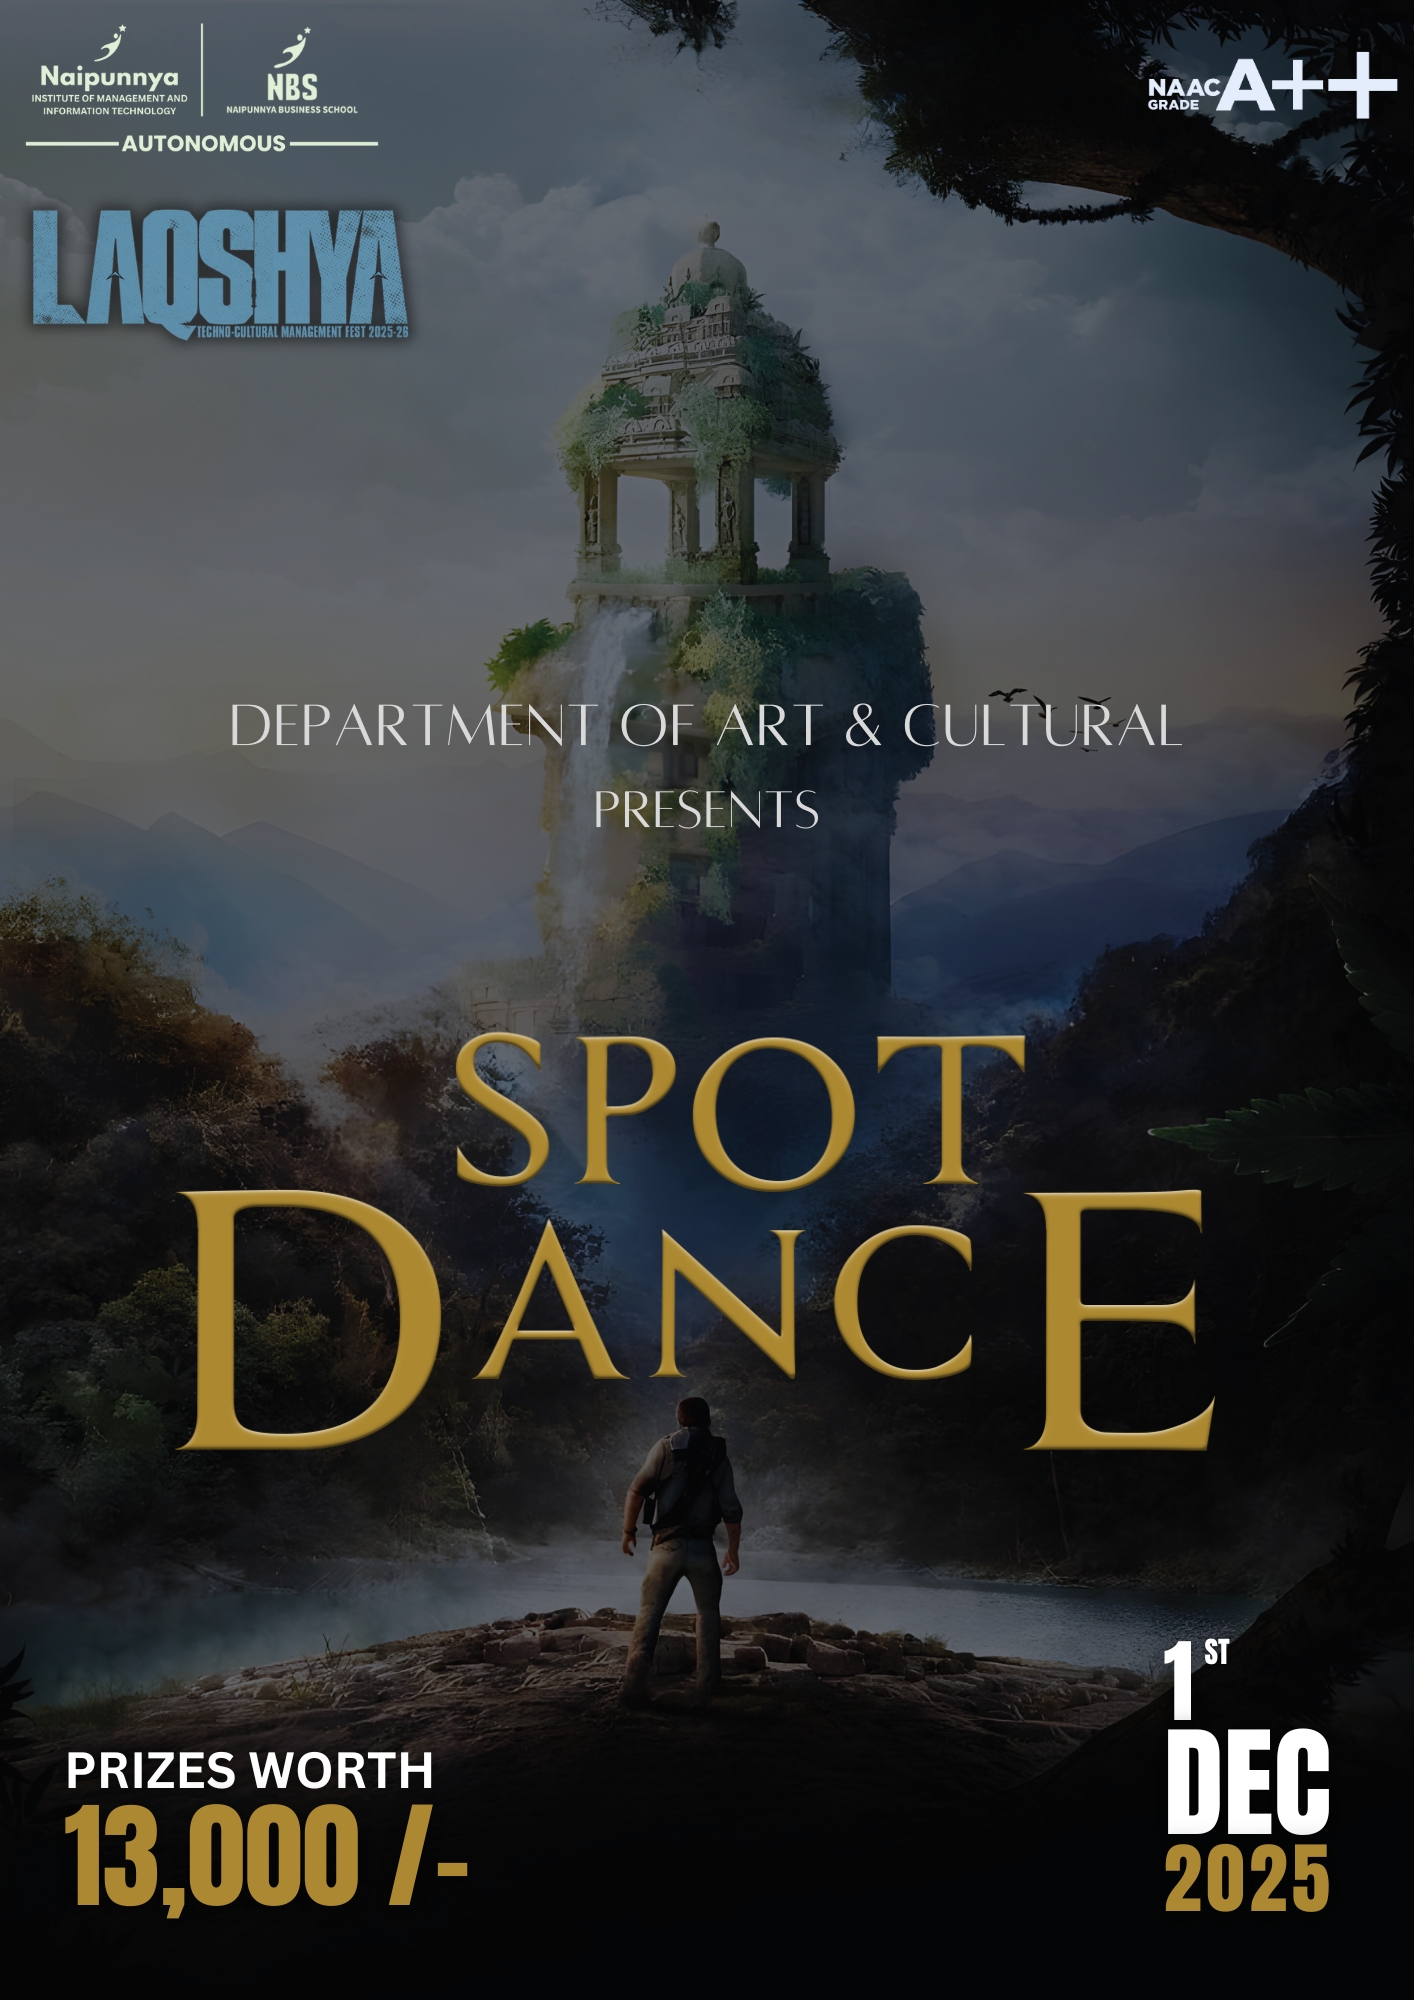 Naipunnya
INSTITUTE OF MANAGEMENT AND
INFORMATION TECHNOLOGY
NBS
NAIPUNNYA BUSINESS SCHOOL
AUTONOMOUS
NAAC
GRADE
A++
LAQSHYA
TECHNO-CULTURAL MANAGEMENT FEST 2025-26
DEPARTMENT OF ART & CULTURAL
PRESENTS
SPOT
DANCE
PRIZES WORTH
13,000 /-
1ST
DEC
2025